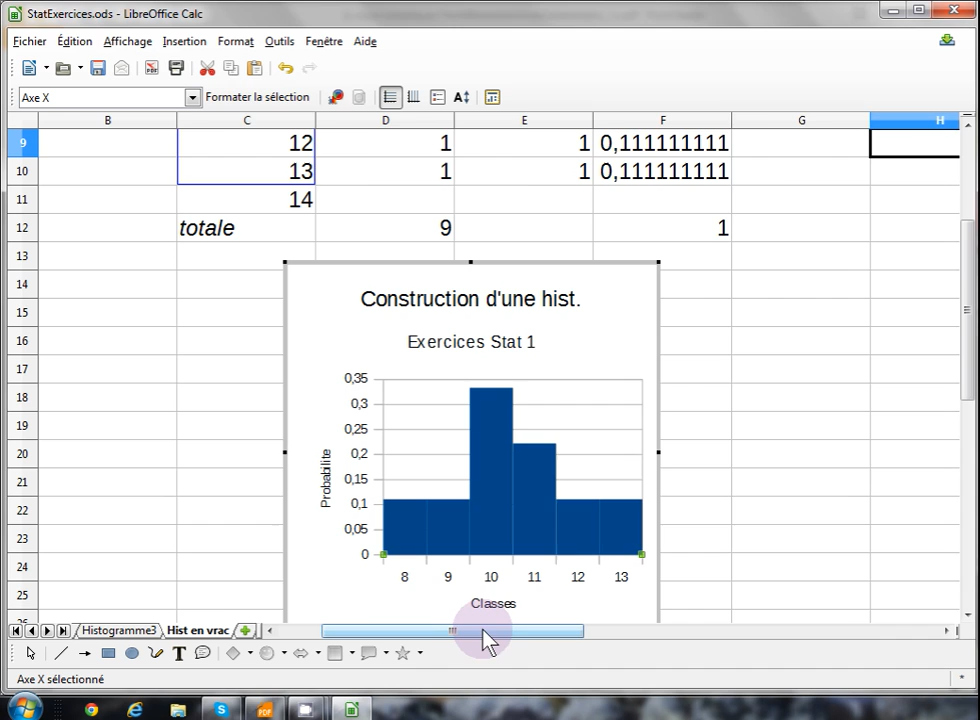 StatExercices.ods - LibreOffice Calc
Fichier Édition Affichage Insertion Format Outils Fenêtre Aide
Axe X Formater la sélection
B C D E F G H
9 12 1 1 0,111111111
10 13 1 1 0,111111111
11 14
12 totale 9 1
13
14
15
16
17
18
19
20
21
22
23
24
25
Construction d'une hist.
Exercices Stat 1
0,35
0,3
0,25
0,2
0,15
0,1
0,05
0
Probabilite
8 9 10 11 12 13
Classes
Histogramme3 Hist en vrac
Axe X sélectionné